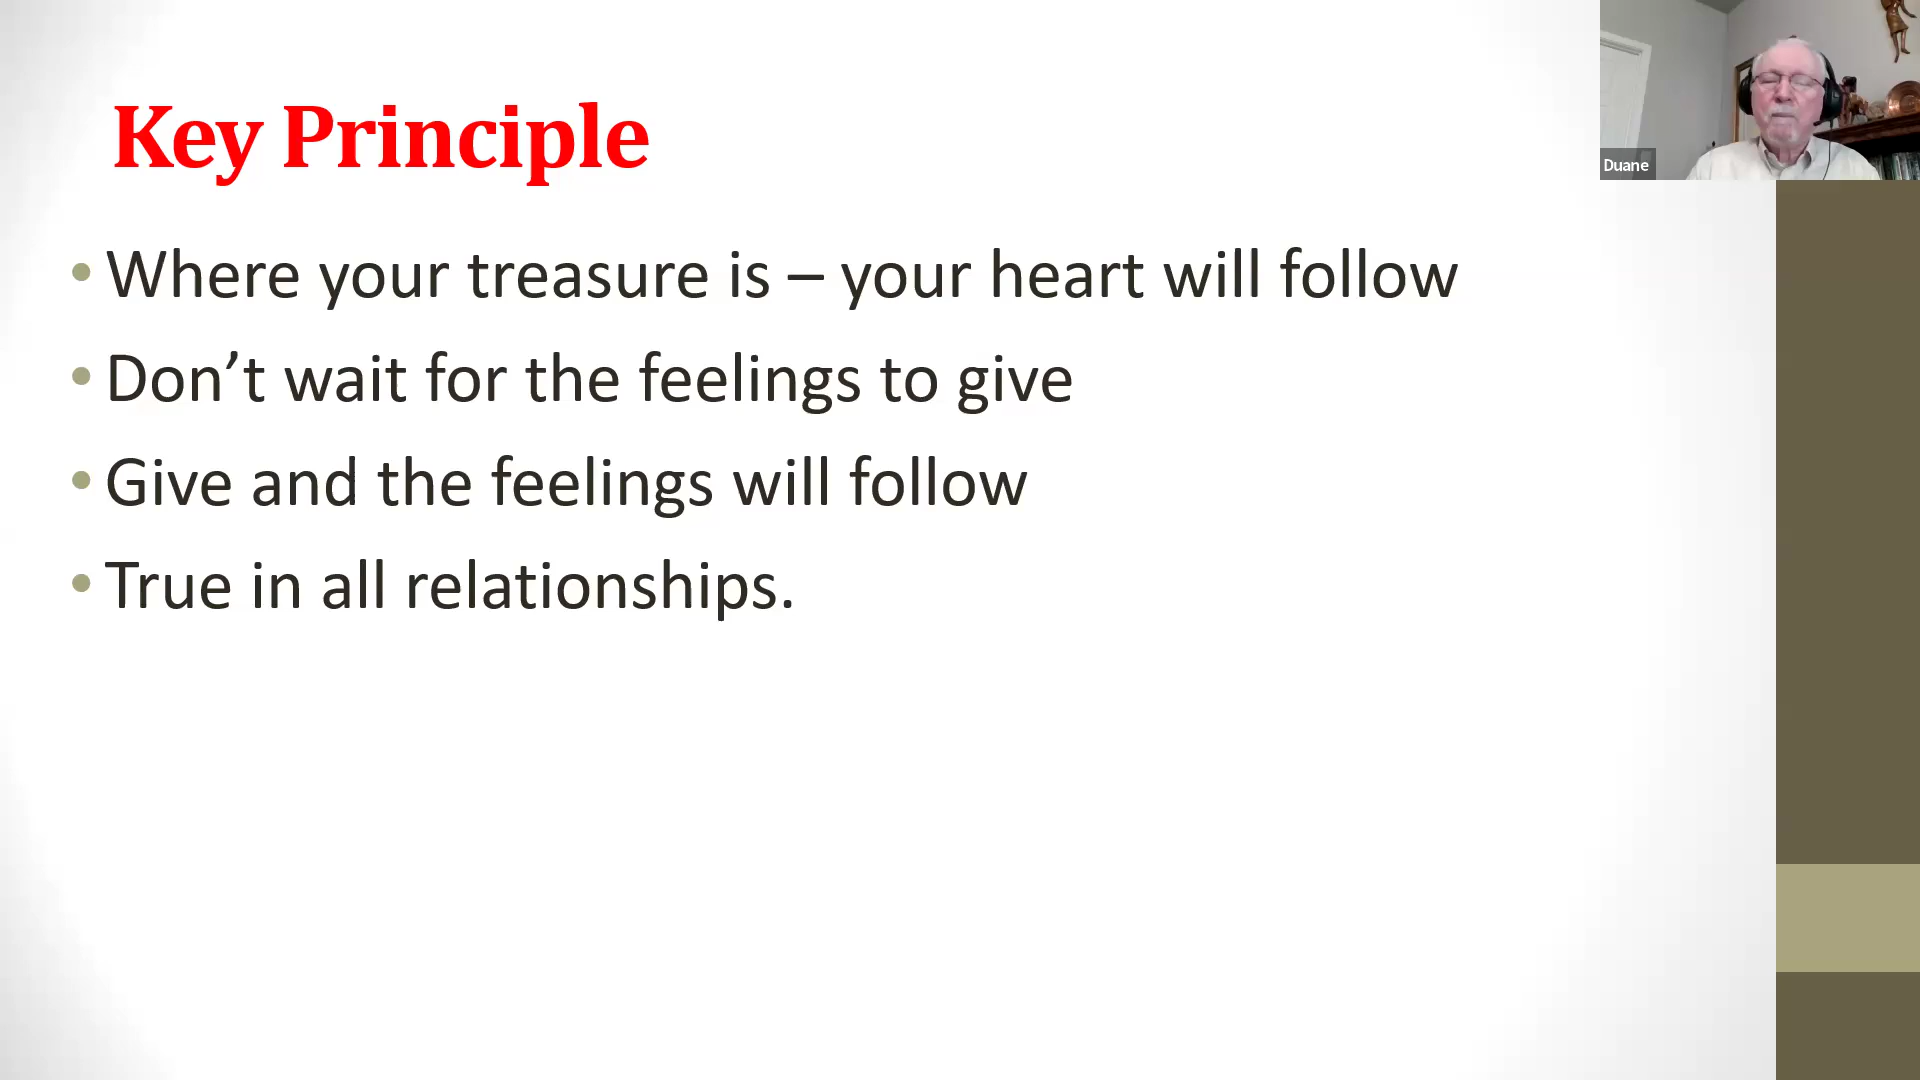 Key Principle
• Where your treasure is – your heart will follow
• Don’t wait for the feelings to give
• Give and the feelings will follow
• True in all relationships.
Duane